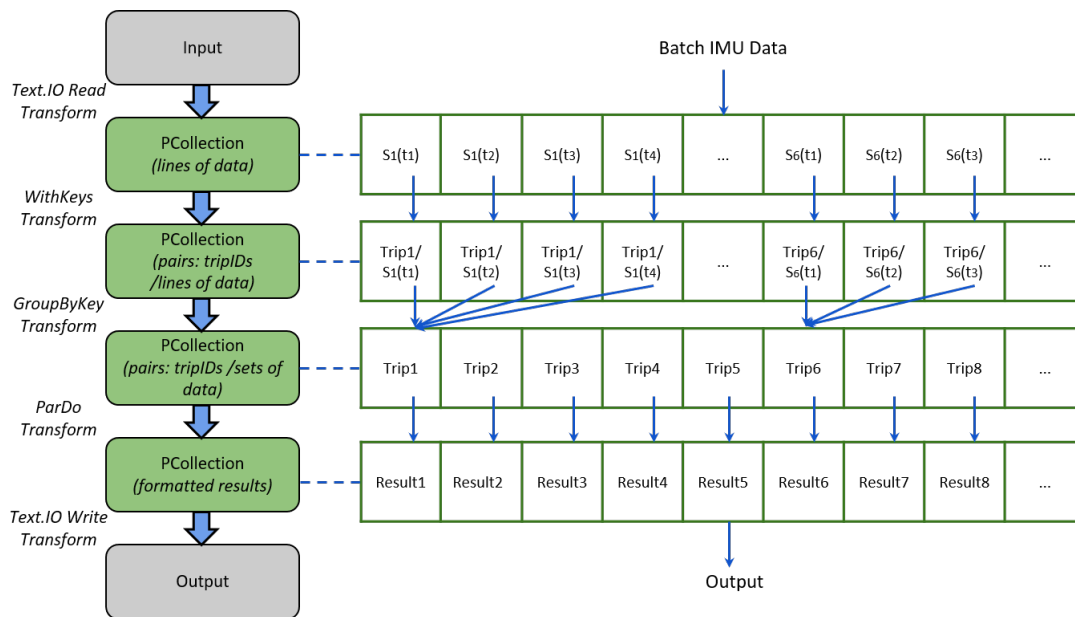 Input
Batch IMU Data
Text.IO Read
Transform
PCollection
(lines of data)
S1(t1)
S1(t2)
S1(t3)
S1(t4)
...
S6(t1)
S6(t2)
S6(t3)
...
WithKeys
Transform
PCollection
(pairs: tripIDs
/lines of data)
Trip1/
S1(t1)
Trip1/
S1(t2)
Trip1/
S1(t3)
Trip1/
S1(t4)
...
Trip6/
S6(t1)
Trip6/
S6(t2)
Trip6/
S6(t3)
...
GroupByKey
Transform
PCollection
(pairs: tripIDs /sets of
data)
Trip1
Trip2
Trip3
Trip4
Trip5
Trip6
Trip7
Trip8
...
ParDo
Transform
PCollection
(formatted results)
Result1
Result2
Result3
Result4
Result5
Result6
Result7
Result8
...
Text.IO Write
Transform
Output
Output